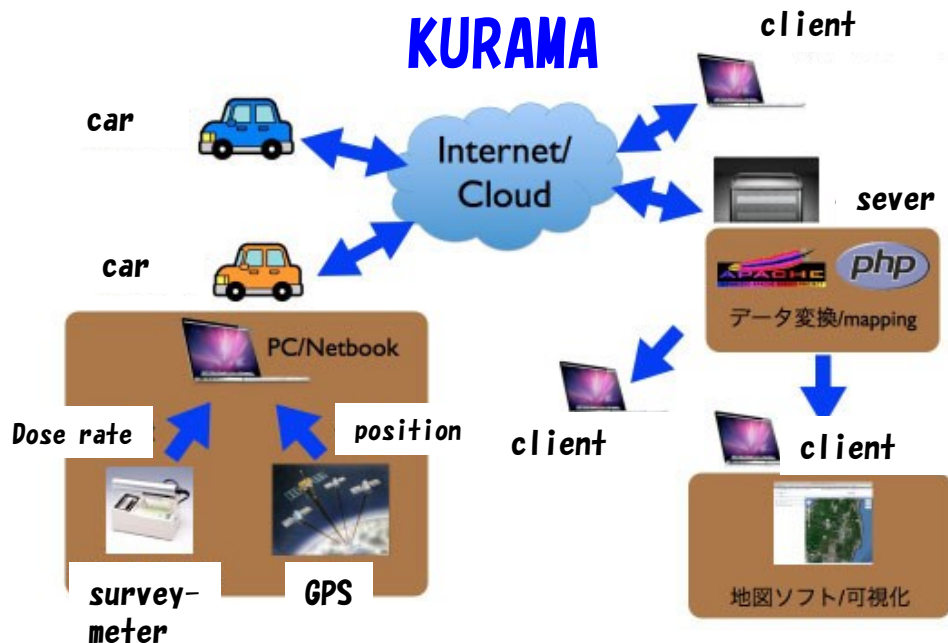 KURAMA
client
car
Internet/
Cloud
sever
car
APACHE
php
データ変換/mapping
PC/Netbook
Dose rate
position
client
client
survey-
meter
GPS
地図ソフト/可視化